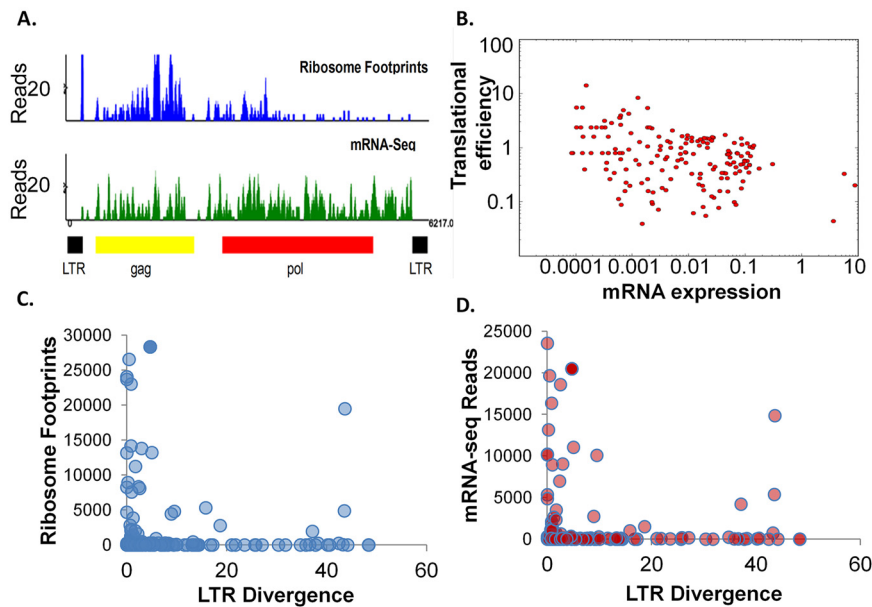 A.
Ribosome Footprints
Reads
20
mRNA-Seq
Reads
20
0
6217.0
LTR
gag
pol
LTR
B.
Translational
efficiency
100
10
1
0.1
0.0001 0.001 0.01 0.1 1 10
mRNA expression
C.
Ribosome Footprints
30000
25000
20000
15000
10000
5000
0
0 20 40 60
LTR Divergence
D.
mRNA-seq Reads
25000
20000
15000
10000
5000
0
0 20 40 60
LTR Divergence